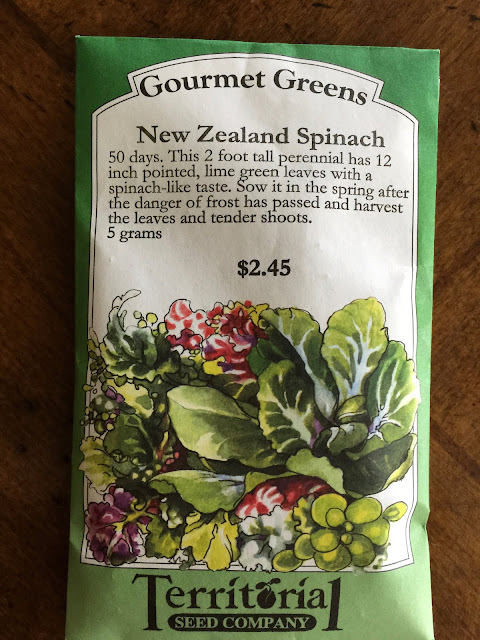 Gourmet Greens
New Zealand Spinach
50 days. This 2 foot tall perennial has 12
inch pointed, lime green leaves with a
spinach-like taste. Sow it in the spring after
the danger of frost has passed and harvest
the leaves and tender shoots.
5 grams
$2.45
Territorial
SEED COMPANY